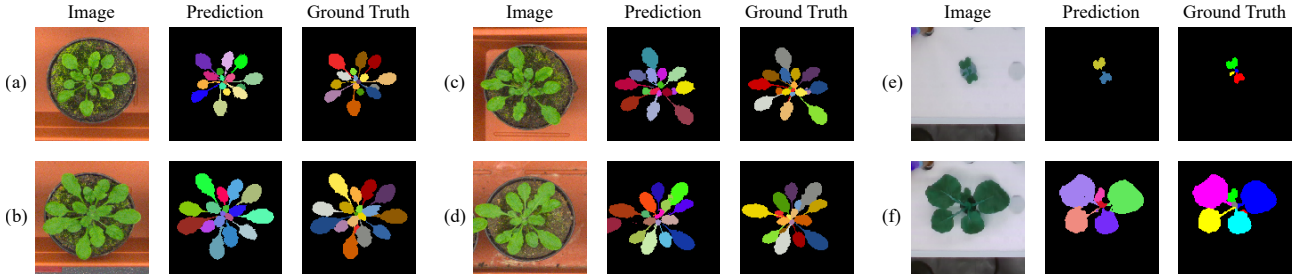 Image Prediction Ground Truth Image Prediction Ground Truth Image Prediction Ground Truth
(a) (c) (e)
(b) (d) (f)